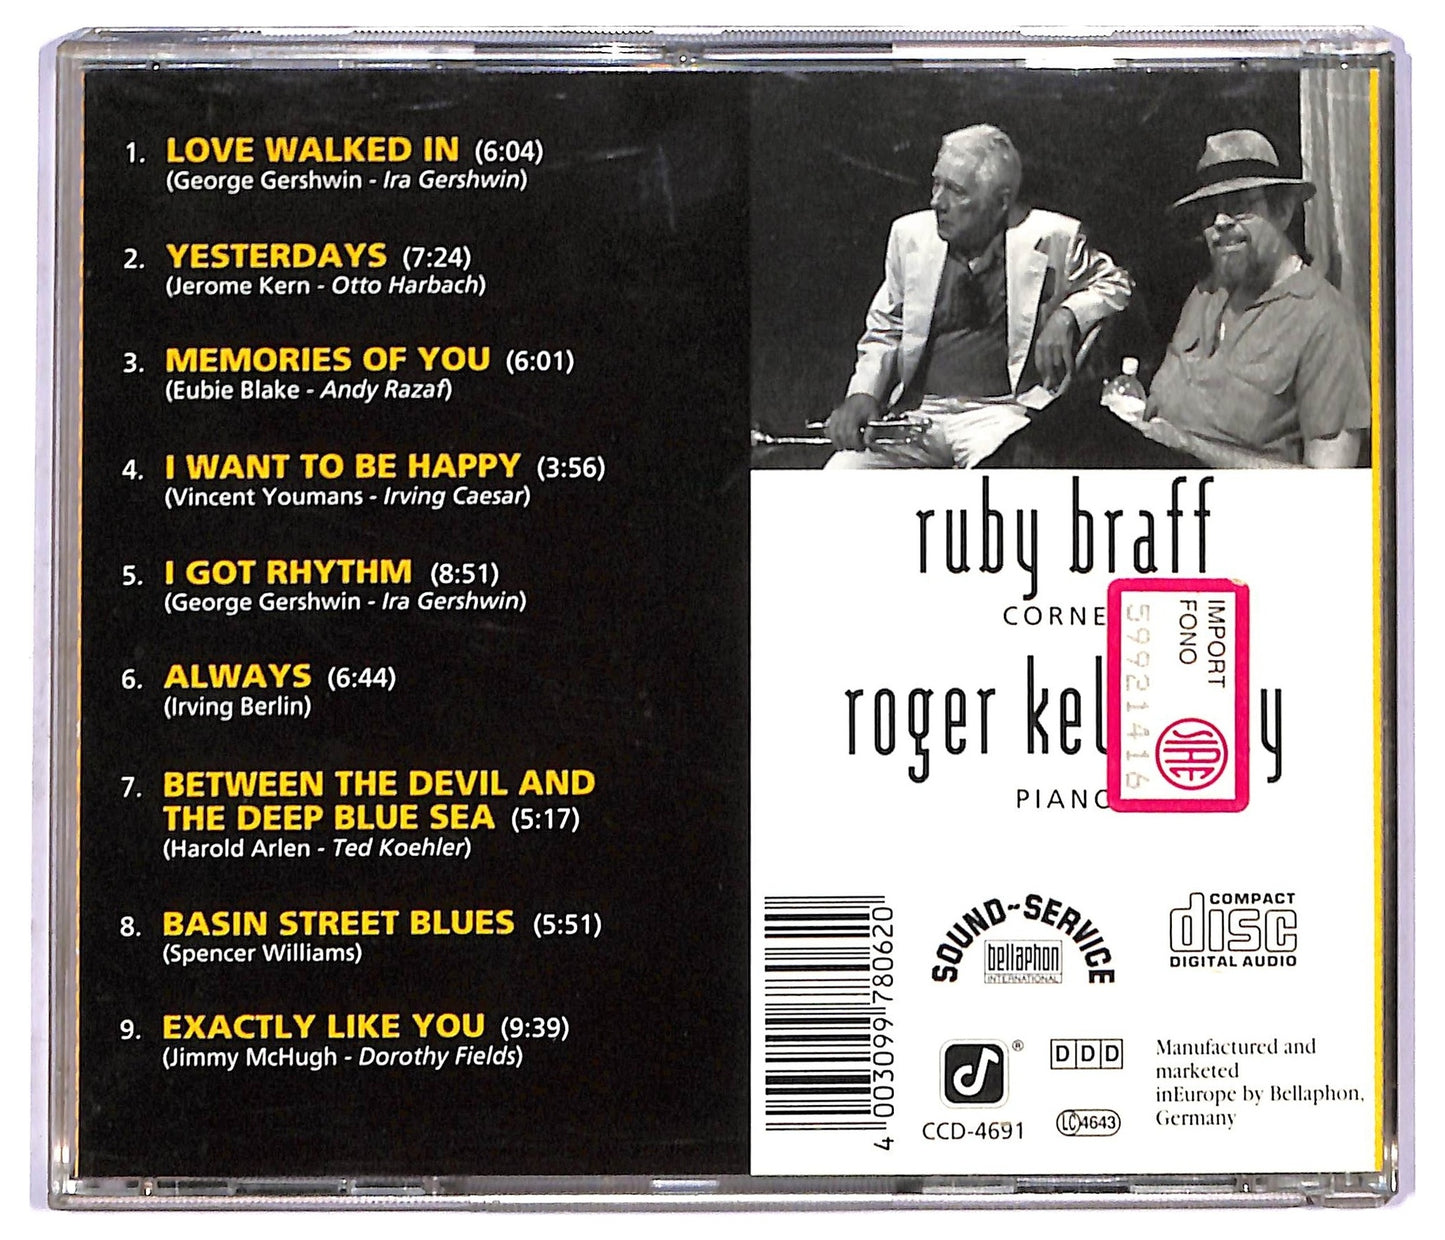 1. LOVE WALKED IN (6:04)
(George Gershwin - Ira Gershwin)
2. YESTERDAYS (7:24)
(Jerome Kern - Otto Harbach)
3. MEMORIES OF YOU (6:01)
(Eubie Blake - Andy Razaf)
4. I WANT TO BE HAPPY (3:56)
(Vincent Youmans - Irving Caesar)
5. I GOT RHYTHM (8:51)
(George Gershwin - Ira Gershwin)
6. ALWAYS (6:44)
(Irving Berlin)
7. BETWEEN THE DEVIL AND
THE DEEP BLUE SEA (5:17)
(Harold Arlen - Ted Koehler)
8. BASIN STREET BLUES (5:51)
(Spencer Williams)
9. EXACTLY LIKE YOU (9:39)
(Jimmy McHugh - Dorothy Fields)
ruby braff
CORNE
roger kel y
PIANO
IMPORT
FONO
SIAE
59921416
4 003099 780620
SOUND-SERVICE
bellaphon
INTERNATIONAL
COMPACT
disc
DIGITAL AUDIO
®
CCD-4691
DDD
LC 4643
Manufactured and
marketed
inEurope by Bellaphon,
Germany